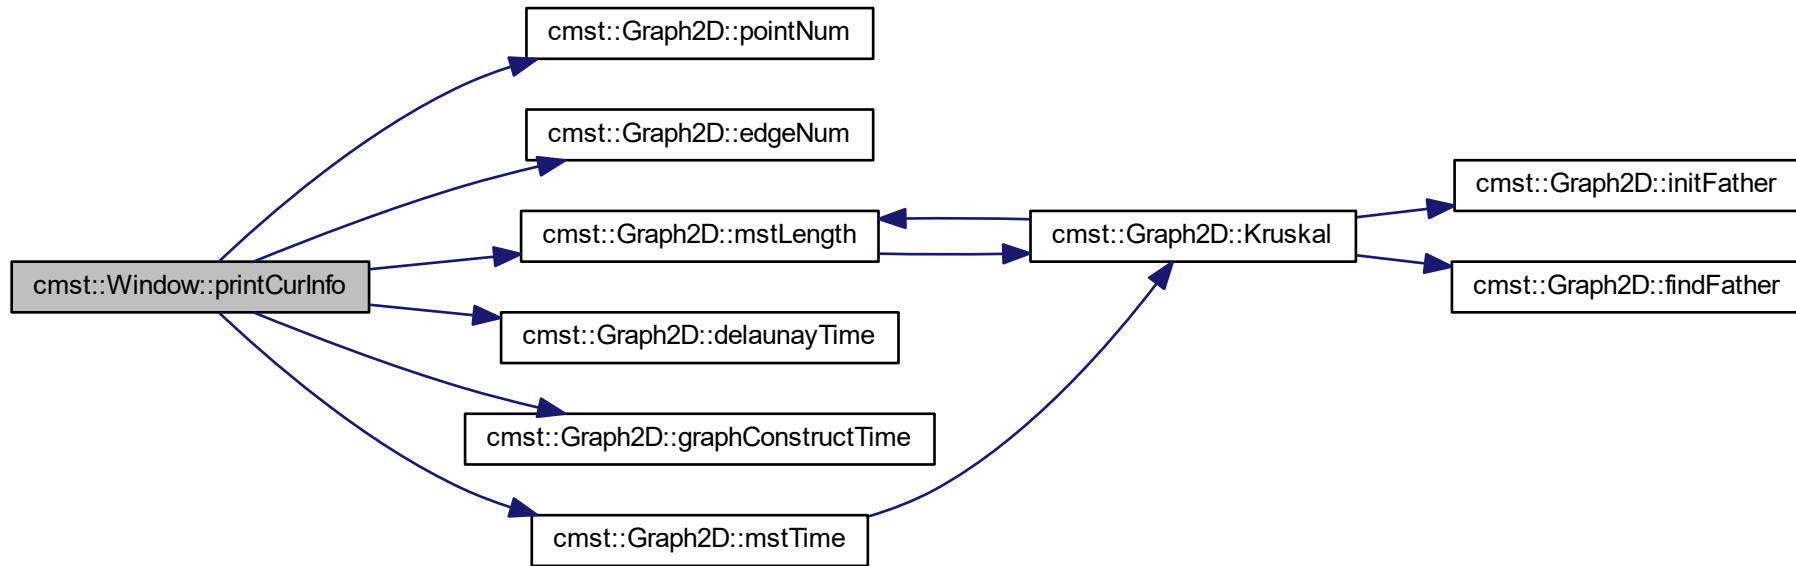 cmst::Graph2D::pointNum
cmst::Graph2D::edgeNum
cmst::Graph2D::initFather
cmst::Graph2D::mstLength
cmst::Graph2D::Kruskal
cmst::Window::printCurInfo
cmst::Graph2D::findFather
cmst::Graph2D::delaunayTime
cmst::Graph2D::graphConstructTime
cmst::Graph2D::mstTime